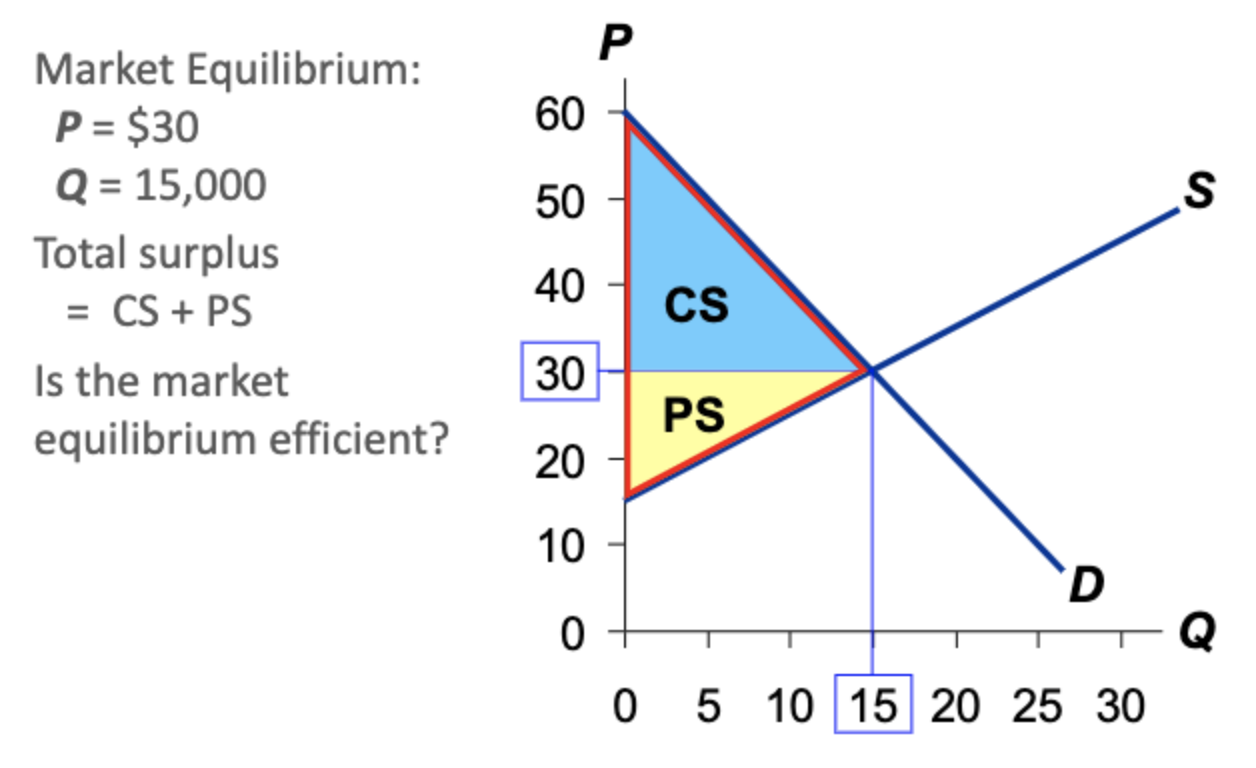 Market Equilibrium:
P = $30
Q = 15,000
Total surplus
= CS + PS
Is the market
equilibrium efficient?
P
60
50
40
30
20
10
0
CS
PS
S
D
Q
0 5 10 15 20 25 30